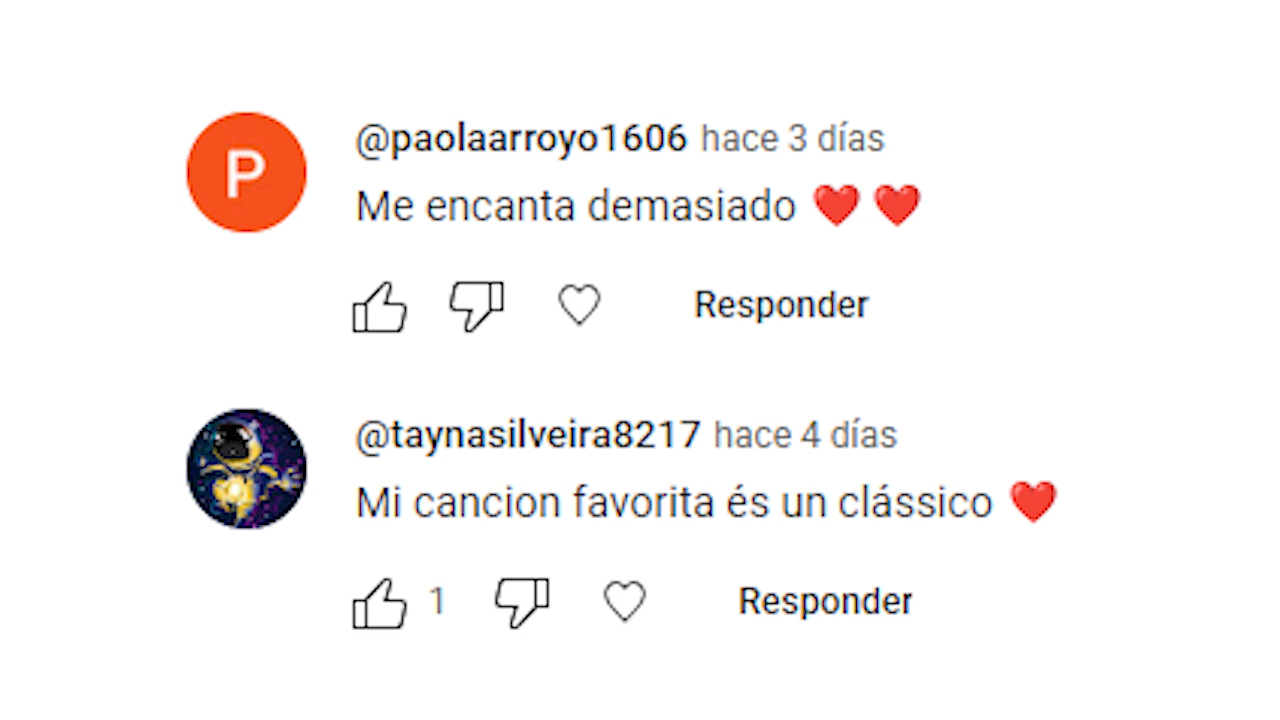 P
@paolaarroyo1606 hace 3 días
Me encanta demasiado ❤️ ❤️
Responder
@taynasilveira8217 hace 4 días
Mi cancion favorita és un clássico ❤️
1 Responder